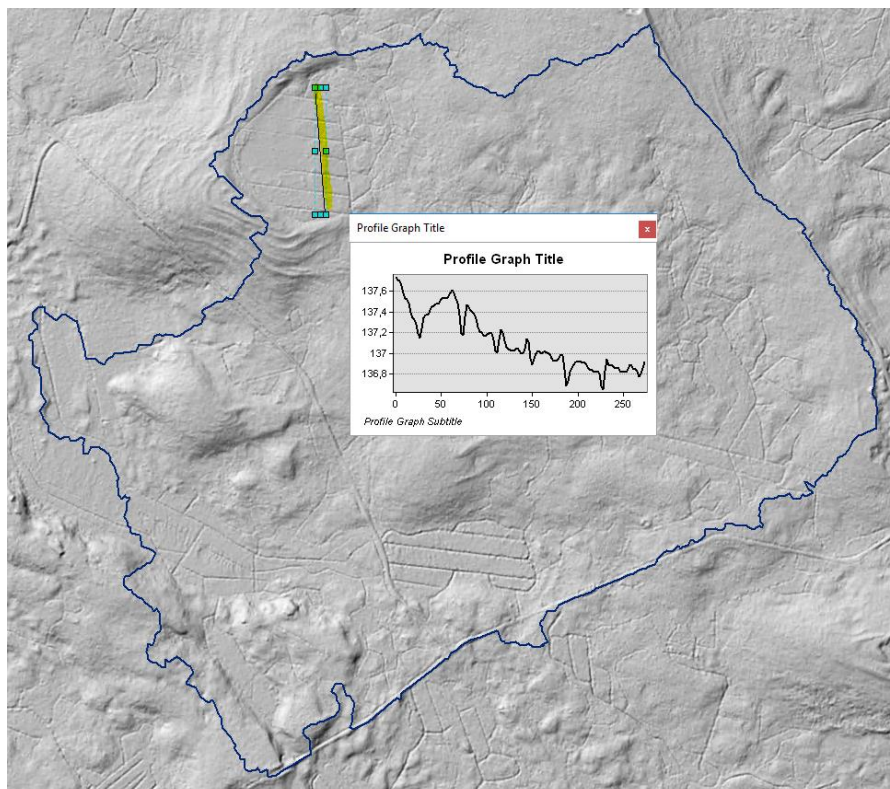 Profile Graph Title
x
Profile Graph Title
137,6
137,4
137,2
137
136,8
0 50 100 150 200 250
Profile Graph Subtitle